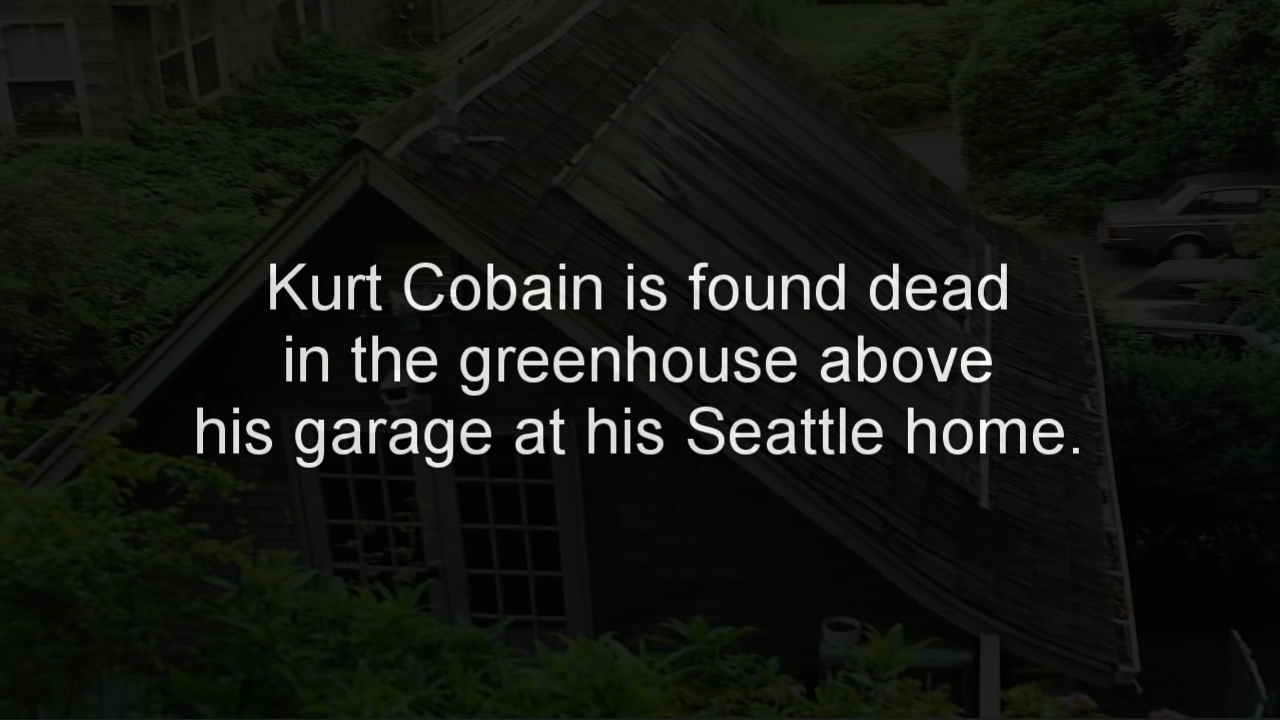 Kurt Cobain is found dead
in the greenhouse above
his garage at his Seattle home.